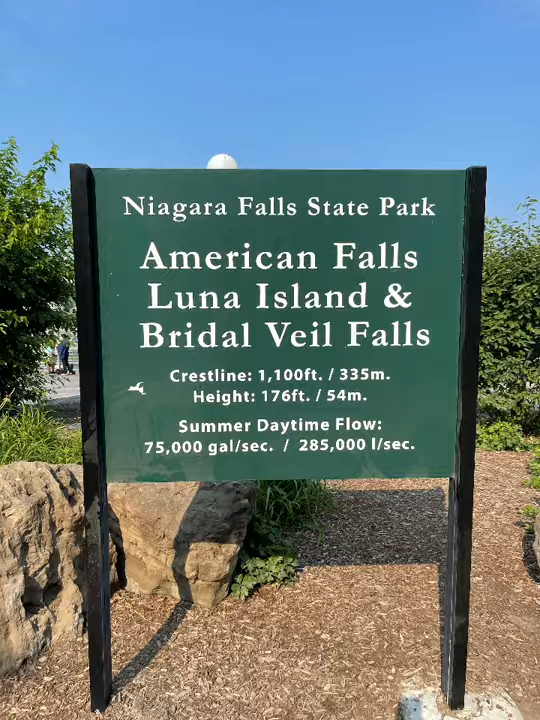 Niagara Falls State Park
American Falls
Luna Island &
Bridal Veil Falls
Crestline: 1,100ft. / 335m.
Height: 176ft. / 54m.
Summer Daytime Flow:
75,000 gal/sec. / 285,000 l/sec.